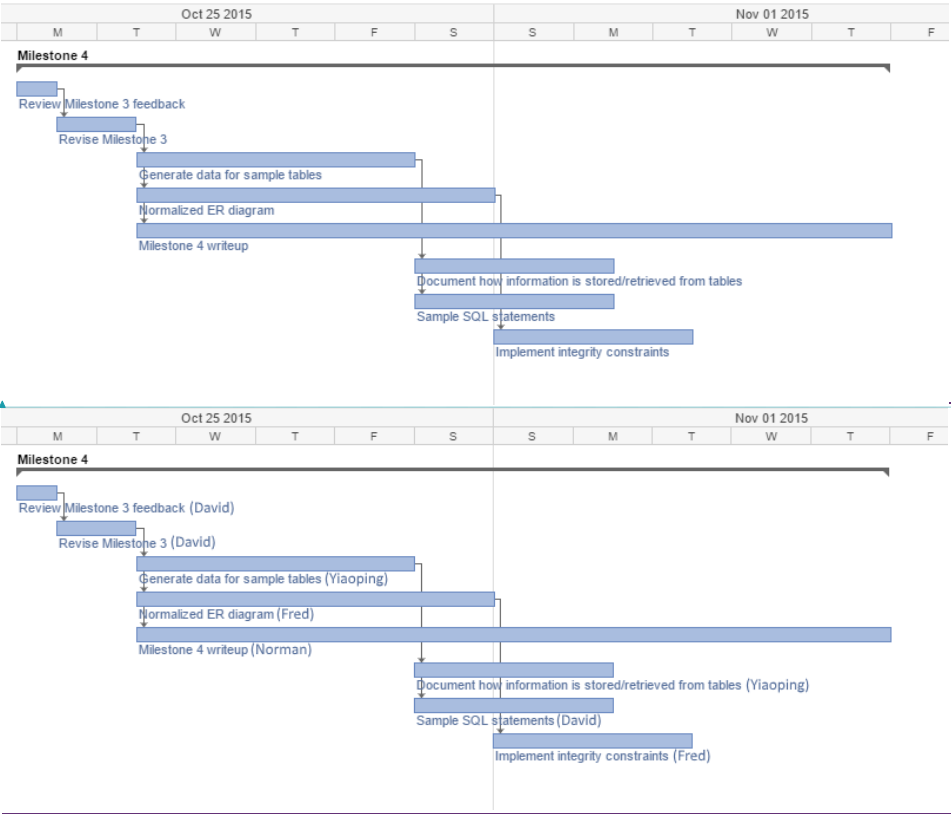 Oct 25 2015 Nov 01 2015
M T W T F S S M T W T F
Milestone 4
Review Milestone 3 feedback
Revise Milestone 3
Generate data for sample tables
Normalized ER diagram
Milestone 4 writeup
Document how information is stored/retrieved from tables
Sample SQL statements
Implement integrity constraints
Oct 25 2015 Nov 01 2015
M T W T F S S M T W T F
Milestone 4
Review Milestone 3 feedback (David)
Revise Milestone 3 (David)
Generate data for sample tables (Yiaoping)
Normalized ER diagram (Fred)
Milestone 4 writeup (Norman)
Document how information is stored/retrieved from tables (Yiaoping)
Sample SQL statements (David)
Implement integrity constraints (Fred)